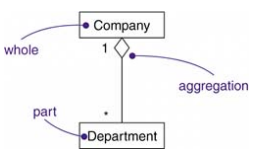 Company
whole
1
aggregation
part
*
Department